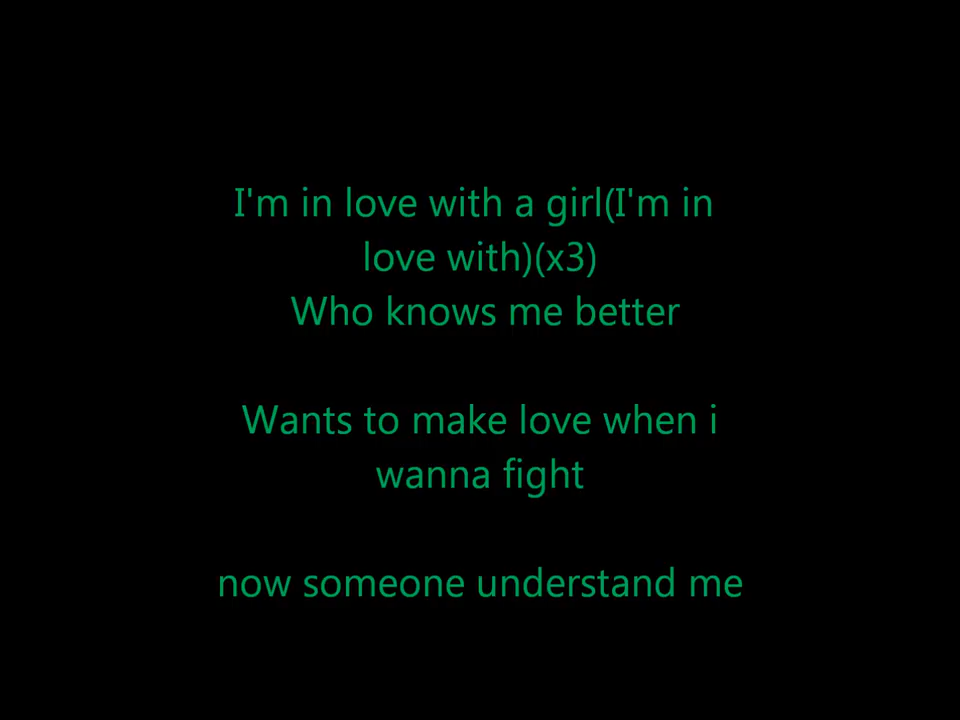 I'm in love with a girl(I'm in
love with)(x3)
Who knows me better
Wants to make love when i
wanna fight
now someone understand me